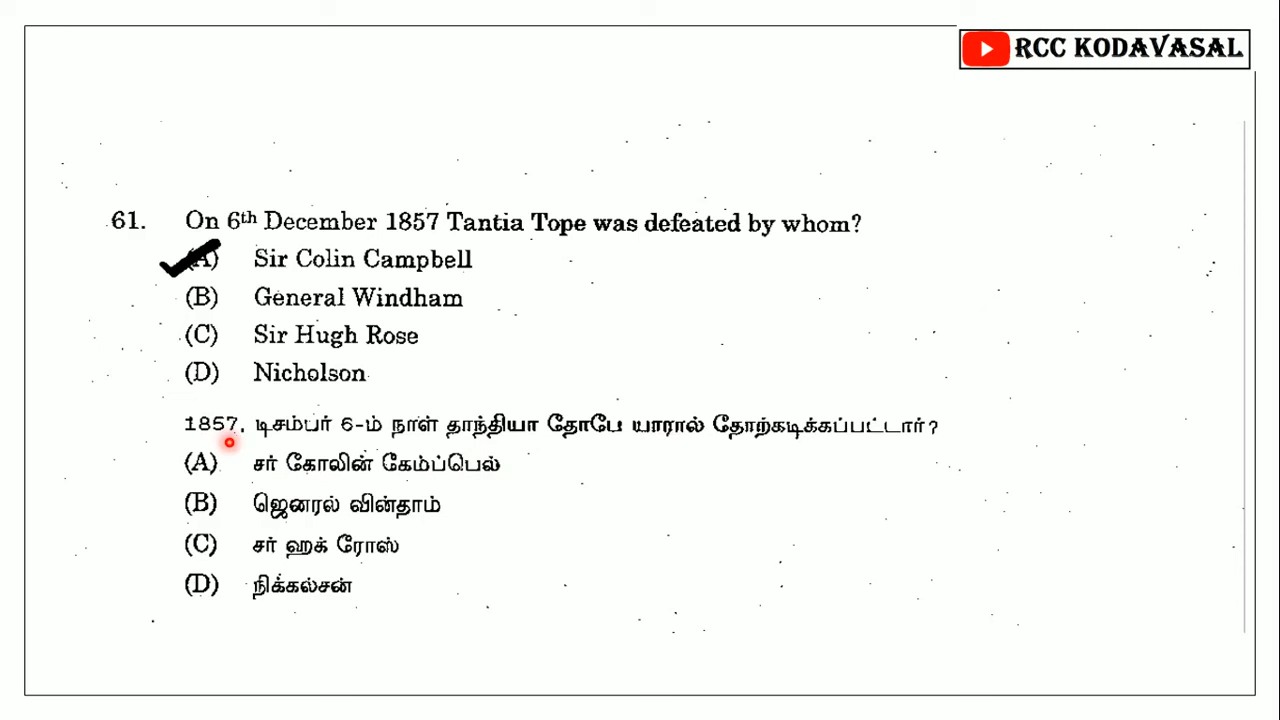 RCC KODAVASAL
61. On 6th December 1857 Tantia Tope was defeated by whom?
(A) Sir Colin Campbell
(B) General Windham
(C) Sir Hugh Rose
(D) Nicholson
1857, டிசம்பர் 6-ம் நாள் தாந்தியா தோபே யாரால் தோற்கடிக்கப்பட்டார்?
(A) சர் கோலின் கேம்ப்பெல்
(B) ஜெனரல் வின்தாம்
(C) சர் ஹக் ரோஸ்
(D) நிக்கல்சன்